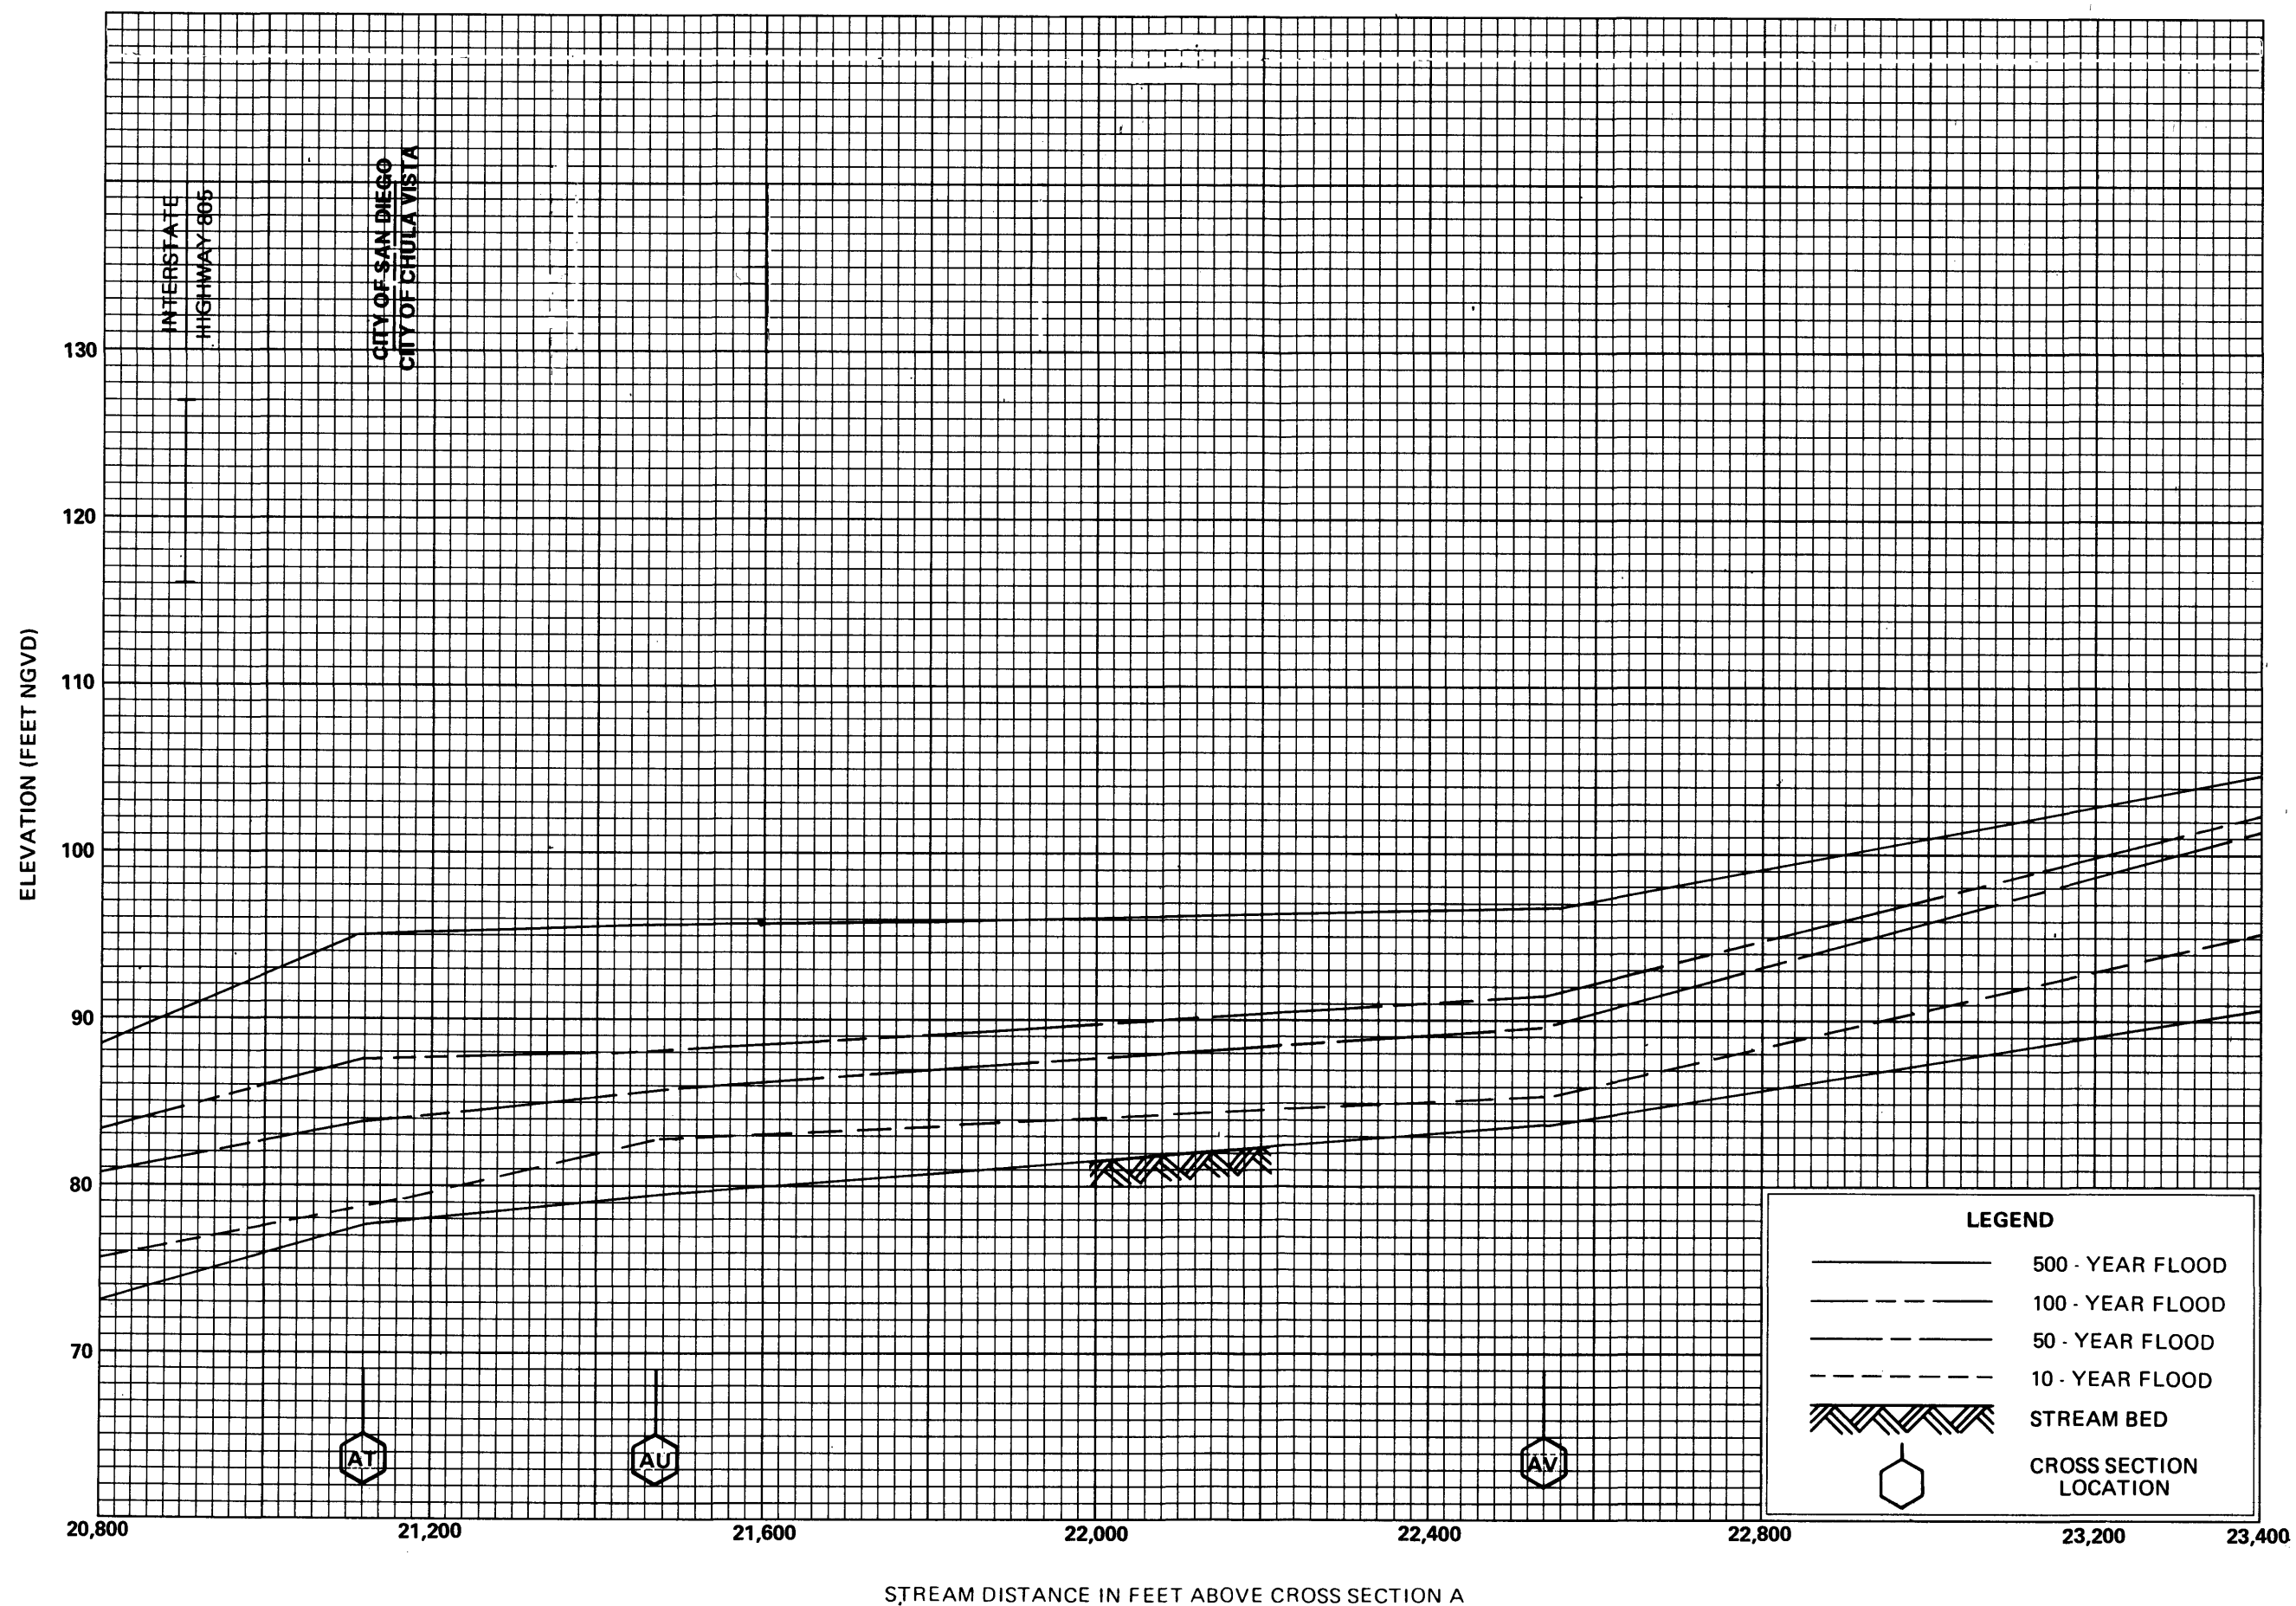 INTERSTATE
HIGHWAY 805
CITY OF SAN DIEGO
CITY OF CHULA VISTA
ELEVATION (FEET NGVD)
130
120
110
100
90
80
70
AT
AU
AV
20,800
21,200
21,600
22,000
22,400
22,800
23,200
23,400
STREAM DISTANCE IN FEET ABOVE CROSS SECTION A
LEGEND
500 - YEAR FLOOD
100 - YEAR FLOOD
50 - YEAR FLOOD
10 - YEAR FLOOD
STREAM BED
CROSS SECTION
LOCATION